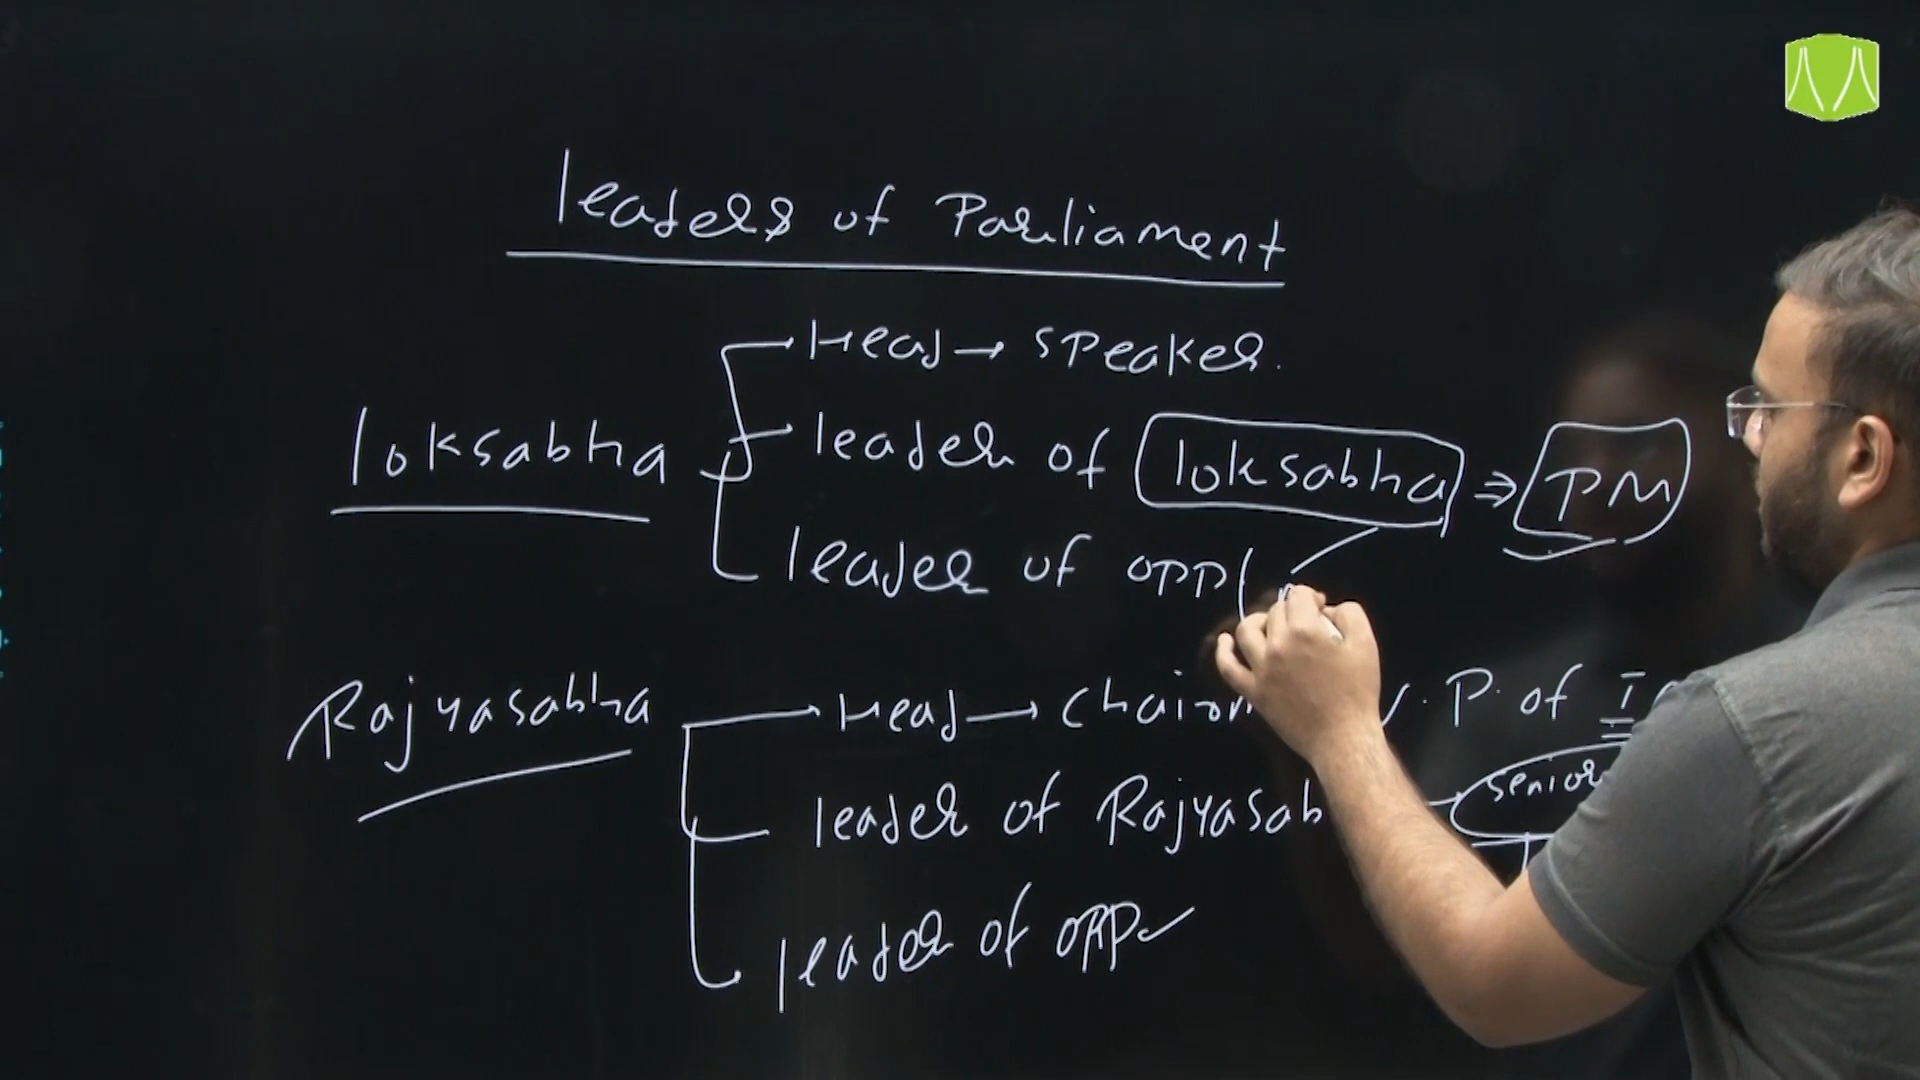 leaders of Parliament
Head → speaker.
loksabha
leader of loksabha ⇒ PM
leader of opp(
Rajyasabha
Head → chairm V.P. of I
leader of Rajyasab
senior
leader of opp